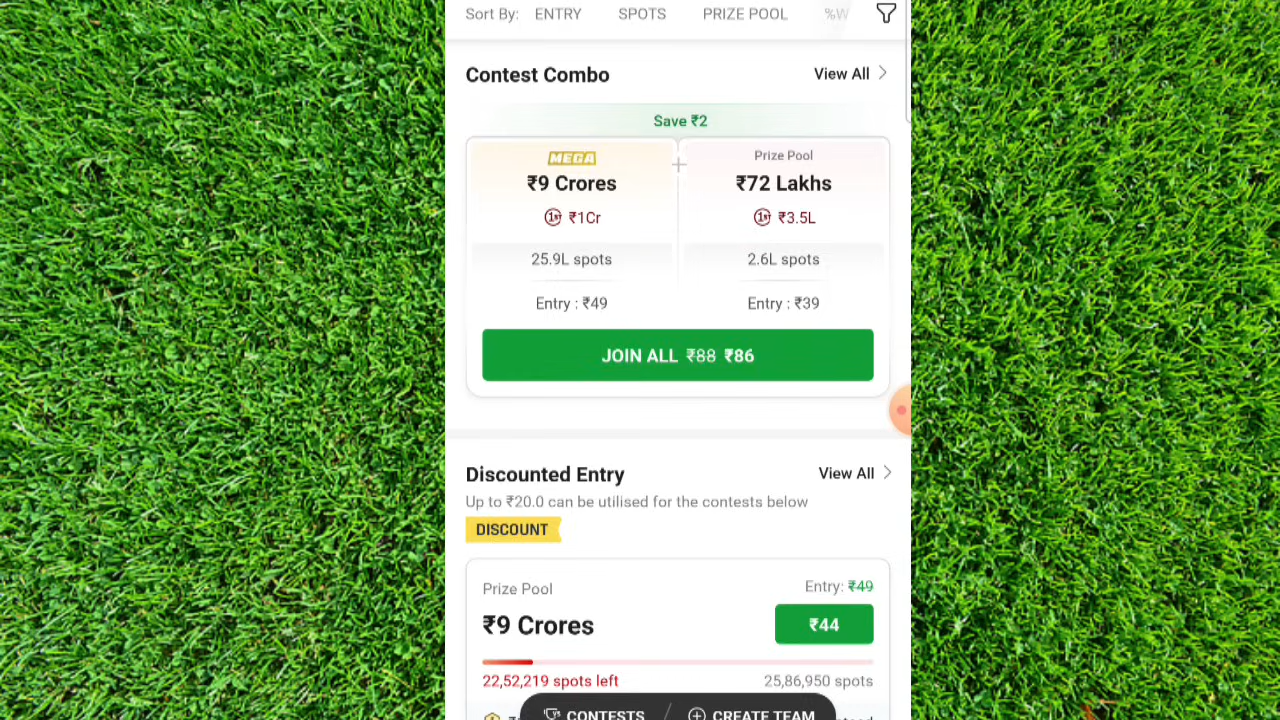 Sort By: ENTRY SPOTS PRIZE POOL %W
Contest Combo View All
Save ₹2
MEGA Prize Pool
₹9 Crores ₹72 Lakhs
1ST ₹1Cr 1ST ₹3.5L
25.9L spots 2.6L spots
Entry : ₹49 Entry : ₹39
JOIN ALL ₹88 ₹86
Discounted Entry View All
Up to ₹20.0 can be utilised for the contests below
DISCOUNT
Prize Pool Entry: ₹49
₹9 Crores ₹44
22,52,219 spots left 25,86,950 spots
CONTESTS CREATE TEAM